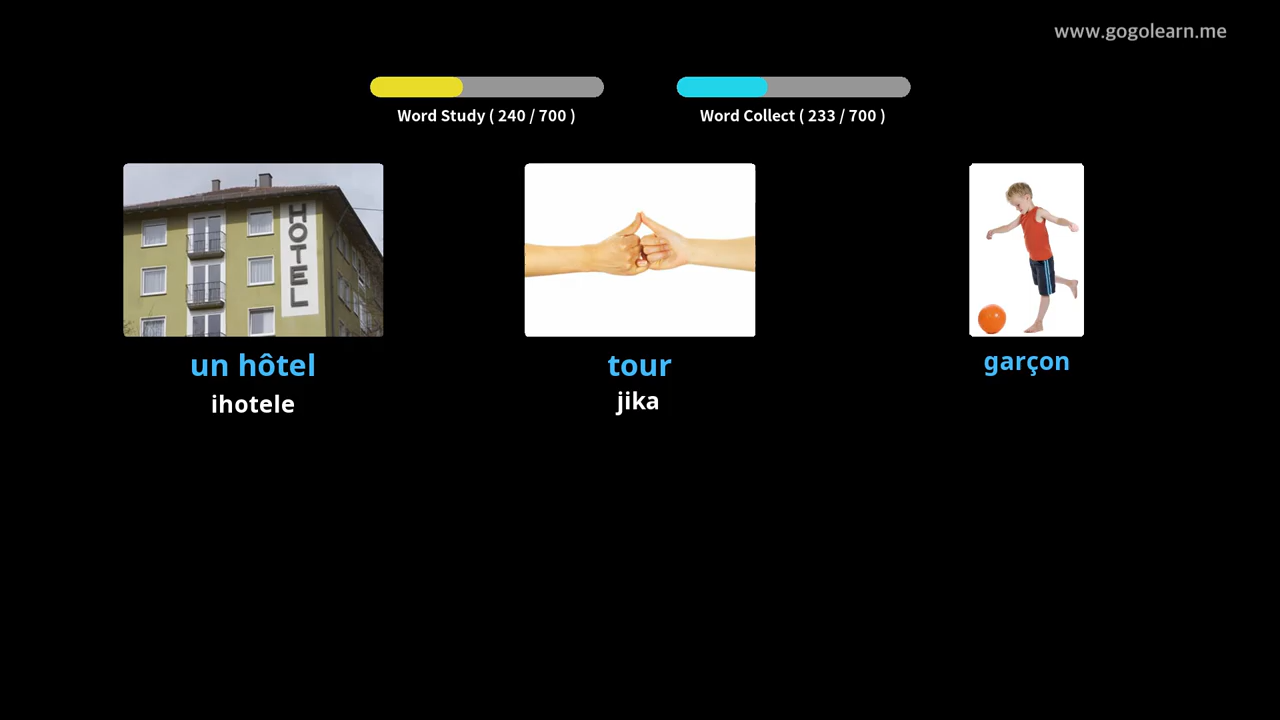 www.gogolearn.me
Word Study ( 240 / 700 )
Word Collect ( 233 / 700 )
HOTEL
un hôtel
tour
garçon
ihotele
jika